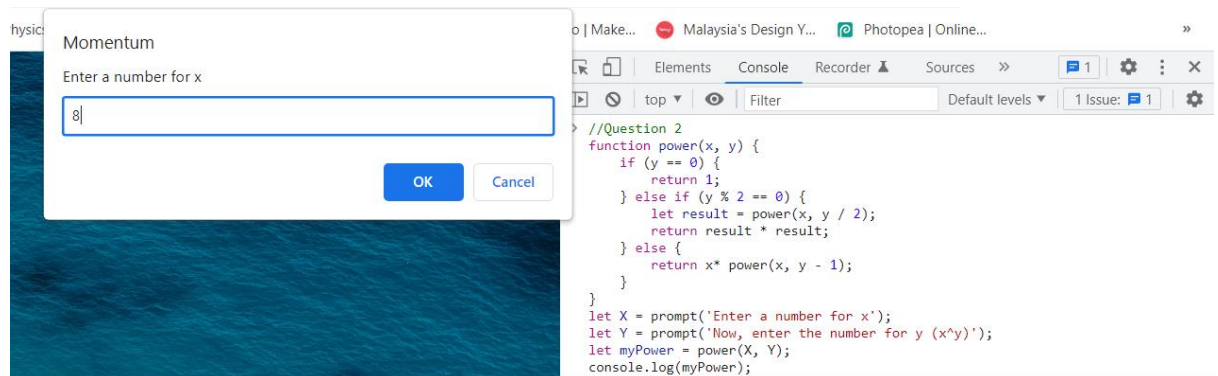 o | Make... Malaysia's Design Y... Photopea | Online... »
Momentum
Enter a number for x
8
OK Cancel
Elements Console Recorder Sources » 1
top ▼ Filter Default levels ▼ 1 Issue: 1
> //Question 2
function power(x, y) {
    if (y == 0) {
        return 1;
    } else if (y % 2 == 0) {
        let result = power(x, y / 2);
        return result * result;
    } else {
        return x* power(x, y - 1);
    }
}
let X = prompt('Enter a number for x');
let Y = prompt('Now, enter the number for y (x^y)');
let myPower = power(X, Y);
console.log(myPower);